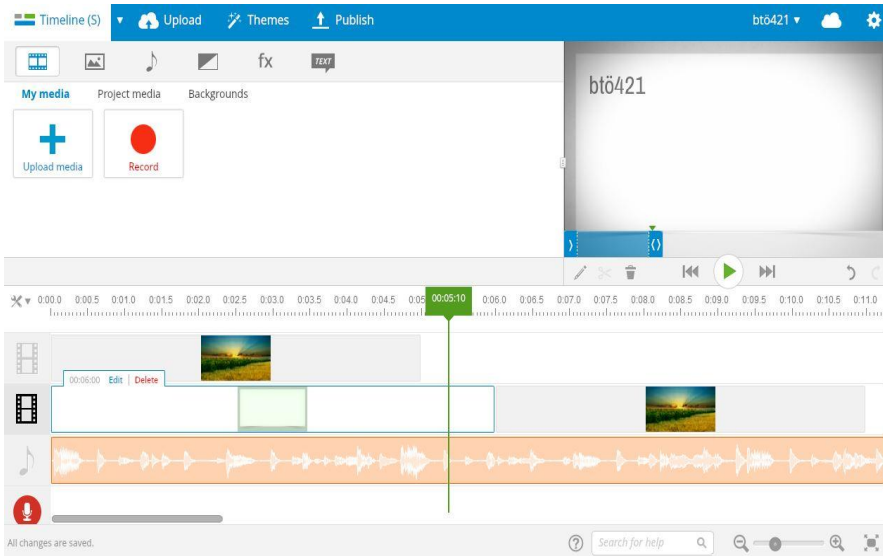 Timeline (S) ▼ Upload Themes Publish btö421 ▼
fx TEXT
My media Project media Backgrounds
Upload media Record
btö421
0:00.0 0:00.5 0:01.0 0:01.5 0:02.0 0:02.5 0:03.0 0:03.5 0:04.0 0:04.5 0:05 00:05:10 0:06.0 0:06.5 0:07.0 0:07.5 0:08.0 0:08.5 0:09.0 0:09.5 0:10.0 0:10.5 0:11.0
00:06:00 Edit | Delete
All changes are saved. ? Search for help